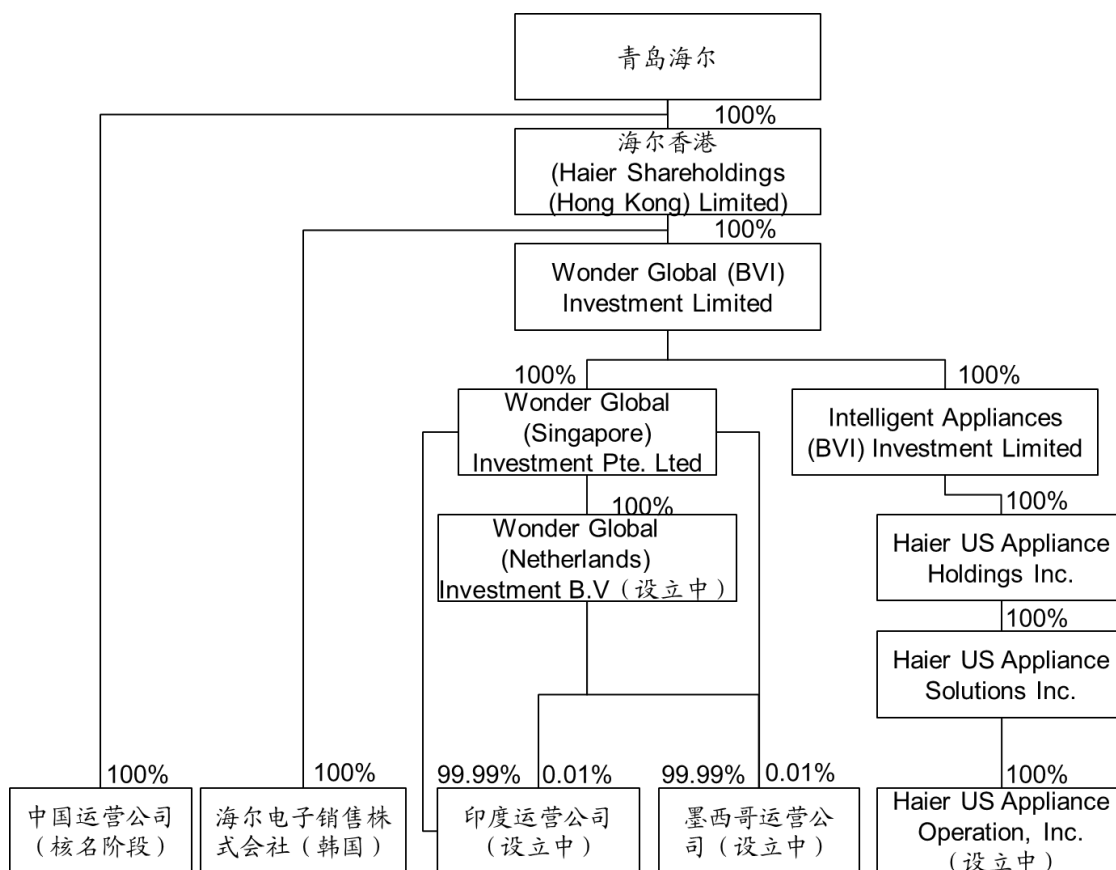 青岛海尔
100%
海尔香港
(Haier Shareholdings
(Hong Kong) Limited)
100%
Wonder Global (BVI)
Investment Limited
100%
100%
Wonder Global
(Singapore)
Investment Pte. Lted
Intelligent Appliances
(BVI) Investment Limited
100%
100%
Wonder Global
(Netherlands)
Investment B.V（设立中）
Haier US Appliance
Holdings Inc.
100%
Haier US Appliance
Solutions Inc.
100%
100%
99.99%
0.01%
99.99%
0.01%
100%
中国运营公司
（核名阶段）
海尔电子销售株
式会社（韩国）
印度运营公司
（设立中）
墨西哥运营公
司（设立中）
Haier US Appliance
Operation, Inc.
（设立中）